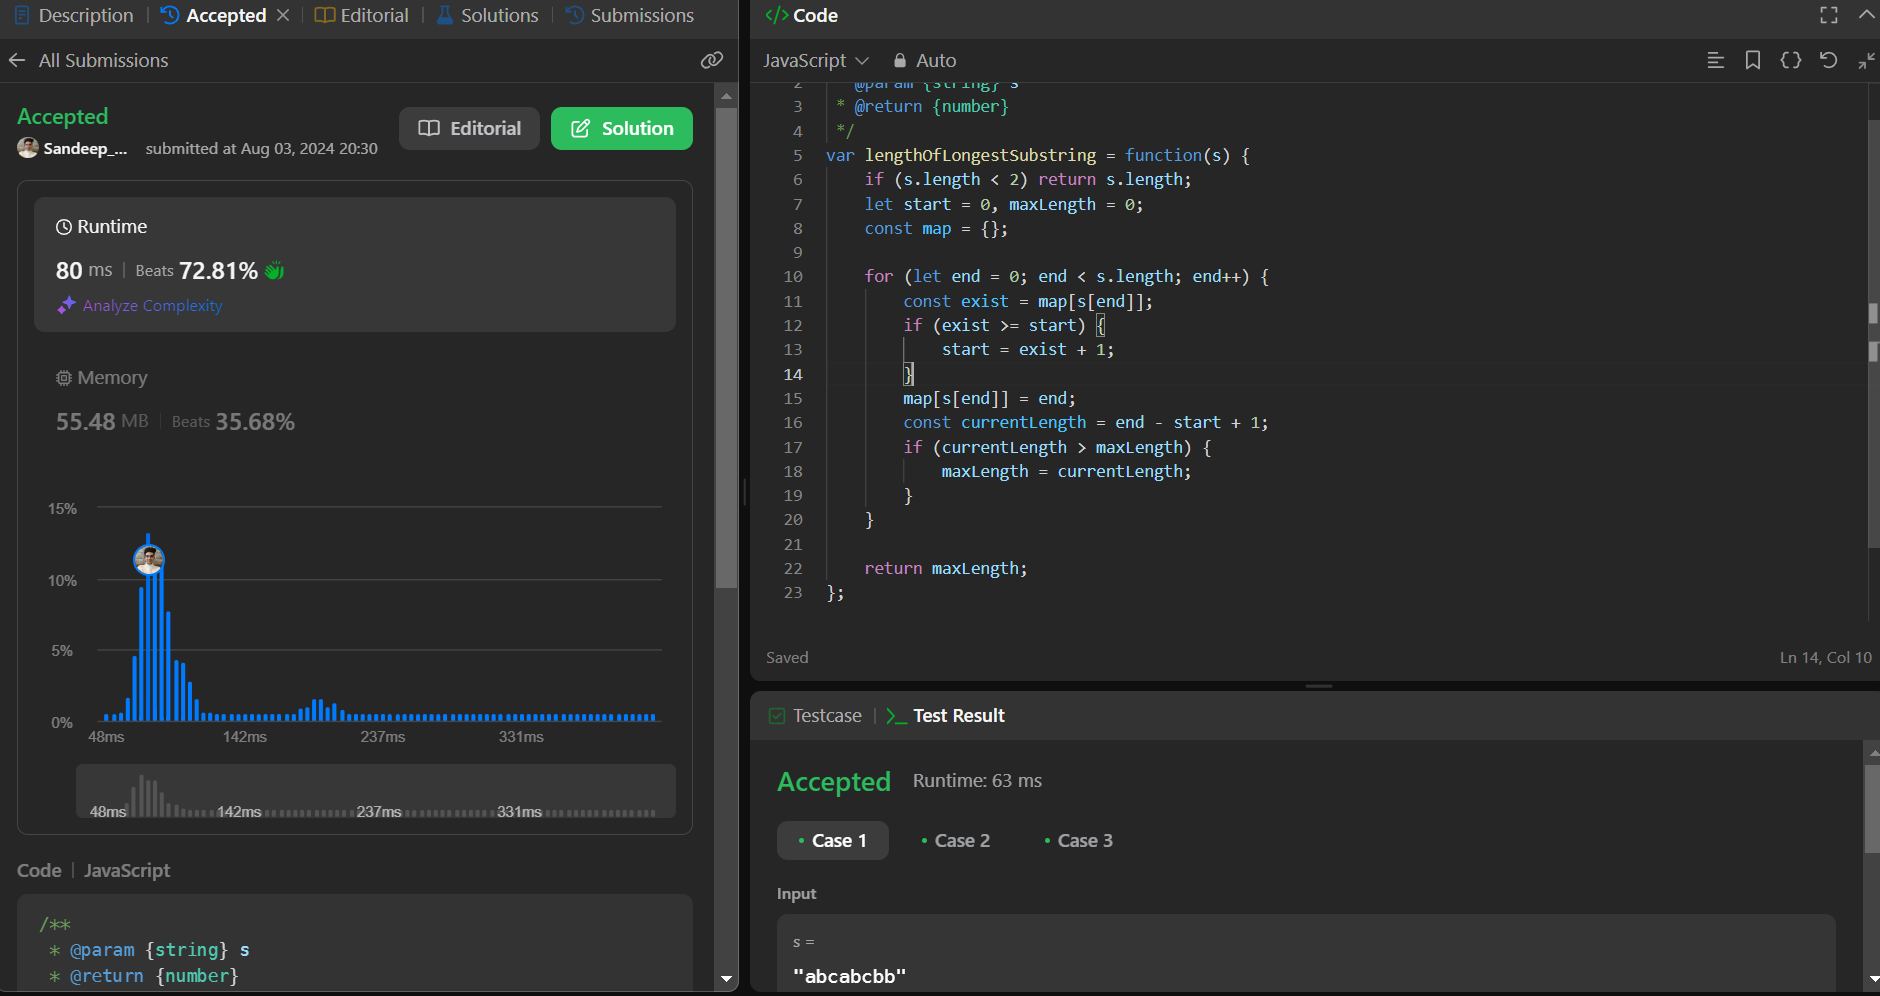 Description | Accepted Editorial | Solutions | Submissions
All Submissions
Accepted
Editorial
Solution
Sandeep_... submitted at Aug 03, 2024 20:30
Runtime
80 ms | Beats 72.81%
Analyze Complexity
Memory
55.48 MB | Beats 35.68%
15%
10%
5%
0%
48ms 142ms 237ms 331ms
48ms 142ms 237ms 331ms
Code | JavaScript
/**
* @param {string} s
* @return {number}
</> Code
JavaScript Auto
2 @param {string} s
3 * @return {number}
4 */
5 var lengthOfLongestSubstring = function(s) {
6 if (s.length < 2) return s.length;
7 let start = 0, maxLength = 0;
8 const map = {};
9
10 for (let end = 0; end < s.length; end++) {
11 const exist = map[s[end]];
12 if (exist >= start) {
13 start = exist + 1;
14 }
15 map[s[end]] = end;
16 const currentLength = end - start + 1;
17 if (currentLength > maxLength) {
18 maxLength = currentLength;
19 }
20 }
21
22 return maxLength;
23 };
Saved Ln 14, Col 10
Testcase | >_ Test Result
Accepted Runtime: 63 ms
• Case 1 • Case 2 • Case 3
Input
s =
"abcabcbb"